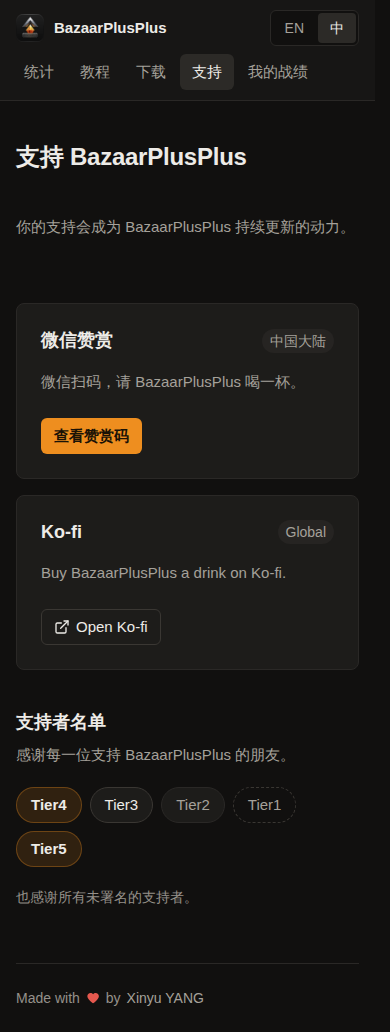 BazaarPlusPlus
EN 中
统计 教程 下载 支持 我的战绩
支持 BazaarPlusPlus
你的支持会成为 BazaarPlusPlus 持续更新的动力。
微信赞赏 中国大陆
微信扫码，请 BazaarPlusPlus 喝一杯。
查看赞赏码
Ko-fi Global
Buy BazaarPlusPlus a drink on Ko-fi.
Open Ko-fi
支持者名单
感谢每一位支持 BazaarPlusPlus 的朋友。
Tier4 Tier3 Tier2 Tier1
Tier5
也感谢所有未署名的支持者。
Made with by Xinyu YANG